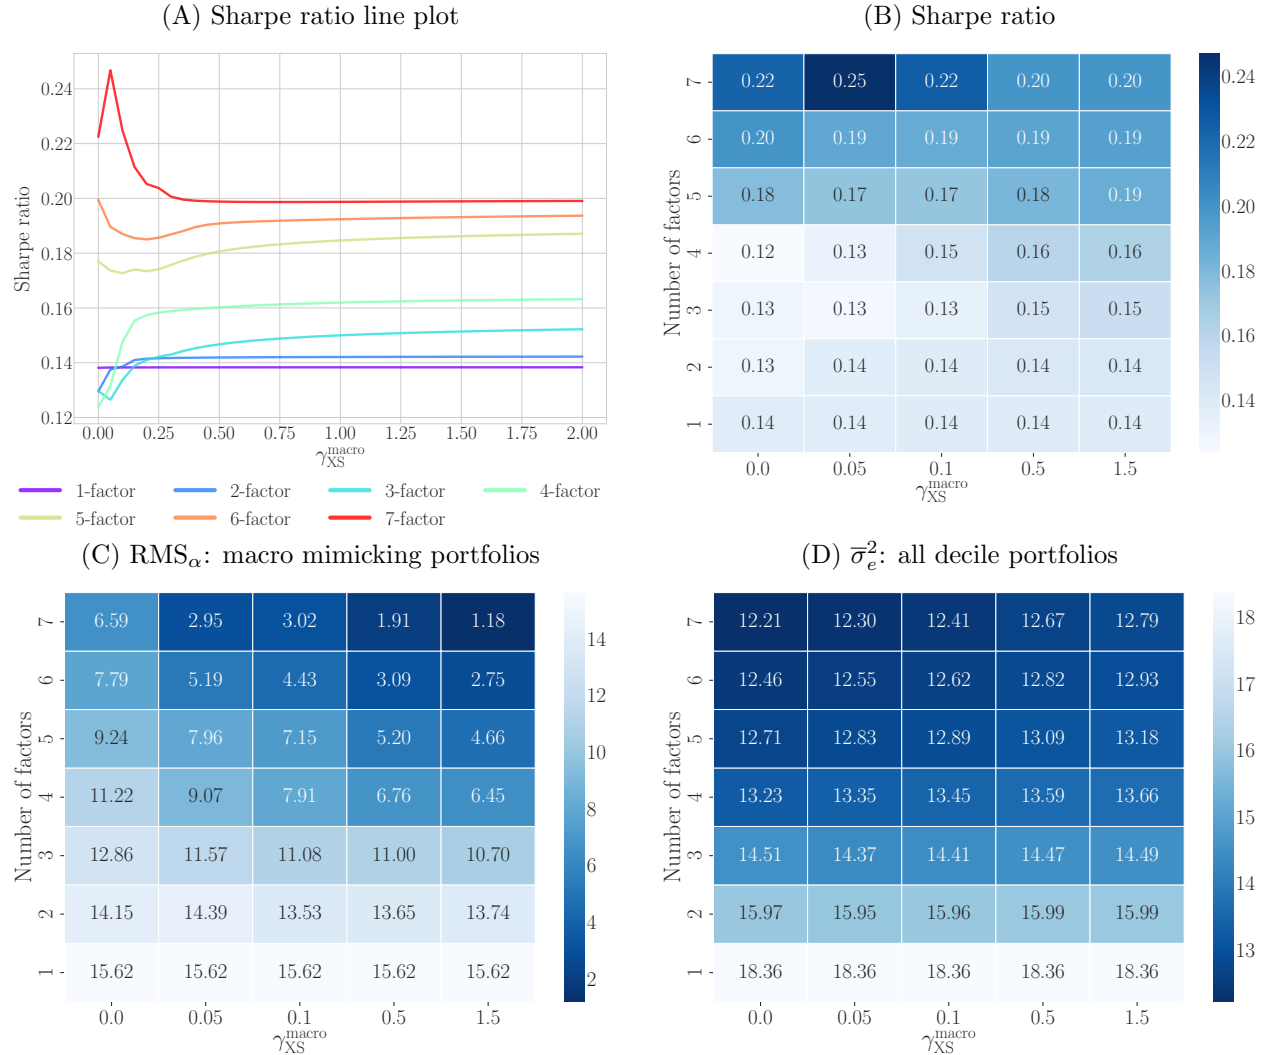 (A) Sharpe ratio line plot
Sharpe ratio
0.24
0.22
0.20
0.18
0.16
0.14
0.12
0.00 0.25 0.50 0.75 1.00 1.25 1.50 1.75 2.00
γ_XS^macro
1-factor 2-factor 3-factor 4-factor
5-factor 6-factor 7-factor
(B) Sharpe ratio
Number of factors
7 0.22 0.25 0.22 0.20 0.20
6 0.20 0.19 0.19 0.19 0.19
5 0.18 0.17 0.17 0.18 0.19
4 0.12 0.13 0.15 0.16 0.16
3 0.13 0.13 0.13 0.15 0.15
2 0.13 0.14 0.14 0.14 0.14
1 0.14 0.14 0.14 0.14 0.14
0.0 0.05 0.1 0.5 1.5
γ_XS^macro
0.24
0.22
0.20
0.18
0.16
0.14
(C) RMS_α: macro mimicking portfolios
Number of factors
7 6.59 2.95 3.02 1.91 1.18
6 7.79 5.19 4.43 3.09 2.75
5 9.24 7.96 7.15 5.20 4.66
4 11.22 9.07 7.91 6.76 6.45
3 12.86 11.57 11.08 11.00 10.70
2 14.15 14.39 13.53 13.65 13.74
1 15.62 15.62 15.62 15.62 15.62
0.0 0.05 0.1 0.5 1.5
γ_XS^macro
14
12
10
8
6
4
2
(D) σ̅_e^2: all decile portfolios
Number of factors
7 12.21 12.30 12.41 12.67 12.79
6 12.46 12.55 12.62 12.82 12.93
5 12.71 12.83 12.89 13.09 13.18
4 13.23 13.35 13.45 13.59 13.66
3 14.51 14.37 14.41 14.47 14.49
2 15.97 15.95 15.96 15.99 15.99
1 18.36 18.36 18.36 18.36 18.36
0.0 0.05 0.1 0.5 1.5
γ_XS^macro
18
17
16
15
14
13